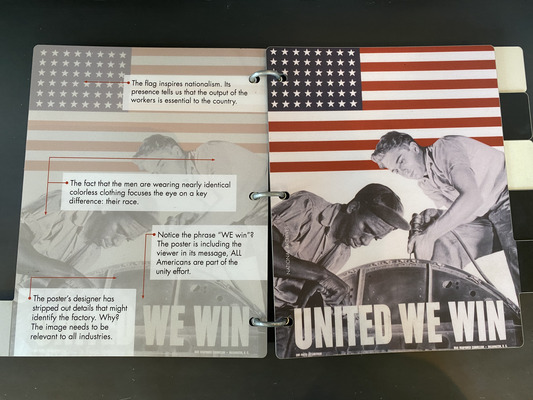 The flag inspires nationalism. Its
presence tells us that the output of the
workers is essential to the country.
The fact that the men are wearing nearly identical
colorless clothing focuses the eye on a key
difference: their race.
Notice the phrase "WE win"?
The poster is including the
viewer in its message, ALL
Americans are part of the
unity effort.
The poster's designer has
stripped out details that might
identify the factory. Why?
The image needs to be
relevant to all industries.
WE WIN
UNITED WE WIN